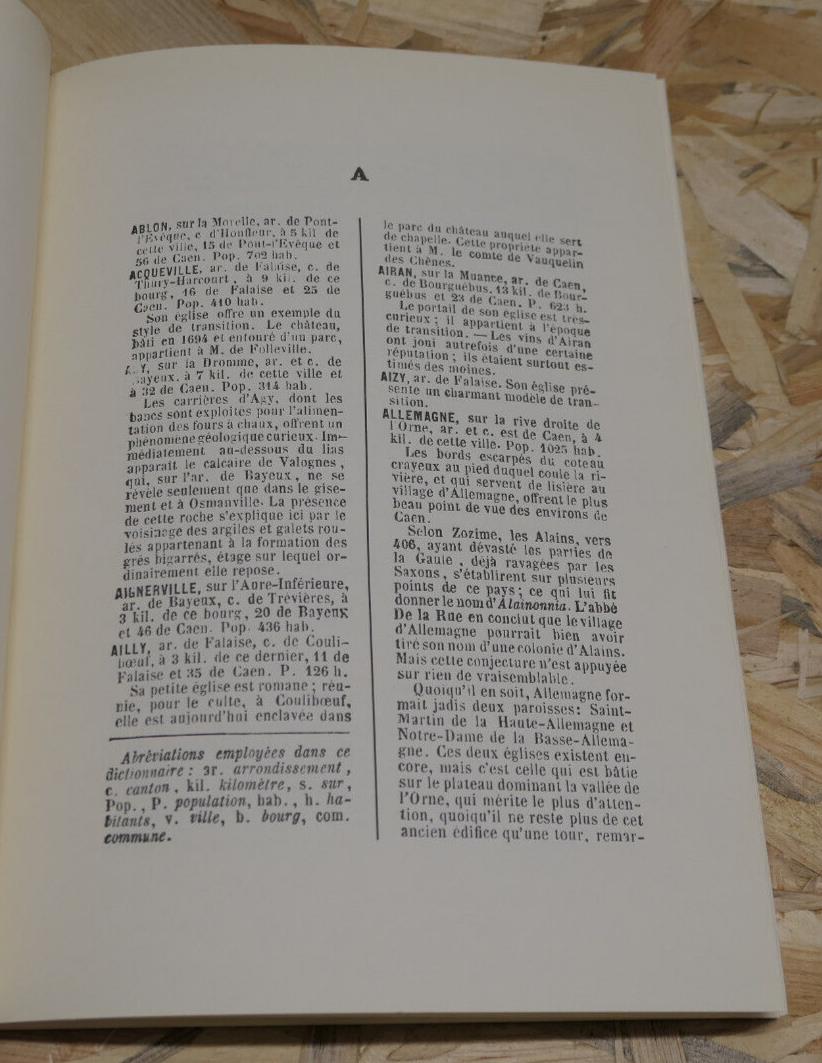 A
ABLON, sur la Morelle, ar. de Pont-
l'Evêque, c d'Honfleur, à 5 kil de
cette ville, 15 de Pont-l'Evêque et
56 de Caen. Pop. 702 hab.
ACQUEVILLE, ar. de Falaise, c. de
Thury-Harcourt, à 9 kil. de ce
bourg, 16 de Falaise et 25 de
Caen. Pop. 410 hab.
Son église offre un exemple du
style de transition. Le château,
bâti en 1694 et entouré d'un parc,
appartient à M. de Folleville.
A Y, sur la Dromme, ar. et c. de
Bayeux. à 7 kil. de cette ville et
à 32 de Caen. Pop. 314 hab.
Les carrières d'Agy, dont les
bancs sont exploités pour l'alimen-
tation des fours à chaux, offrent un
phénomène géologique curieux. Im-
médiatement au-dessous du lias
apparaît le calcaire de Valognes,
qui, sur l'ar. de Bayeux, ne se
révèle seulement que dans le gise-
ment et à Osmanville. La présence
de cette roche s'explique ici par le
voisinage des argiles et galets rou-
lés appartenant à la formation des
grès bigarrés, étage sur lequel or-
dinairement elle repose.
AIGNERVILLE, sur l'Aure-Inférieure,
ar. de Bayeux, c. de Trévières, à
3 kil. de ce bourg, 20 de Bayeux
et 46 de Caen. Pop. 436 hab.
AILLY, ar. de Falaise, c. de Couli-
bœuf, à 3 kil. de ce dernier, 11 de
Falaise et 35 de Caen. P. 126 h.
Sa petite église est romane ; réu-
nie, pour le culte, à Coulibœuf,
elle est aujourd'hui enclavée dans
Abréviations employées dans ce
dictionnaire : ar. arrondissement,
c. canton, kil. kilomètre, s. sur,
Pop., P. population, hab., h. ha-
bitants, v. ville, b. bourg, com.
commune.
le parc du château auquel elle sert
de chapelle. Cette propriété appar-
tient à M. le comte de Vauquelin
des Chênes.
AIRAN, sur la Muance, ar. de Caen,
c. de Bourguébus. 13 kil. de Bour-
guébus et 23 de Caen. P. 623 h.
Le portail de son église est très-
curieux ; il appartient à l'époque
de transition. — Les vins d'Airan
ont joui autrefois d'une certaine
réputation ; ils étaient surtout es-
timés des moines.
AIZY, ar. de Falaise. Son église pré-
sente un charmant modèle de tran-
sition.
ALLEMAGNE, sur la rive droite de
l'Orne, ar. et c. est de Caen, à 4
kil. de cette ville. Pop. 1025 hab.
Les bords escarpés du coteau
crayeux au pied duquel coule la ri-
vière, et qui servent de lisière au
village d'Allemagne, offrent le plus
beau point de vue des environs de
Caen.
Selon Zozime, les Alains, vers
406, ayant dévasté les parties de
la Gaule, déjà ravagées par les
Saxons, s'établirent sur plusieurs
points de ce pays ; ce qui lui fit
donner le nom d'Alainonnia. L'abbé
De la Rue en conclut que le village
d'Allemagne pourrait bien avoir
tiré son nom d'une colonie d'Alains.
Mais cette conjecture n'est appuyée
sur rien de vraisemblable.
Quoiqu'il en soit, Allemagne for-
mait jadis deux paroisses: Saint-
Martin de la Haute-Allemagne et
Notre-Dame de la Basse-Allema-
gne. Ces deux églises existent en-
core, mais c'est celle qui est bâtie
sur le plateau dominant la vallée de
l'Orne, qui mérite le plus d'atten-
tion, quoiqu'il ne reste plus de cet
ancien édifice qu'une tour, remar-